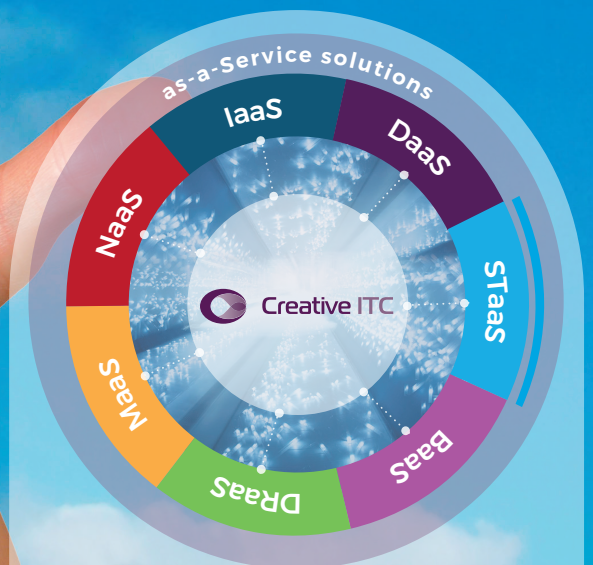 as-a-Service solutions
IaaS
DaaS
STaaS
BaaS
DRaaS
MaaS
NaaS
Creative ITC